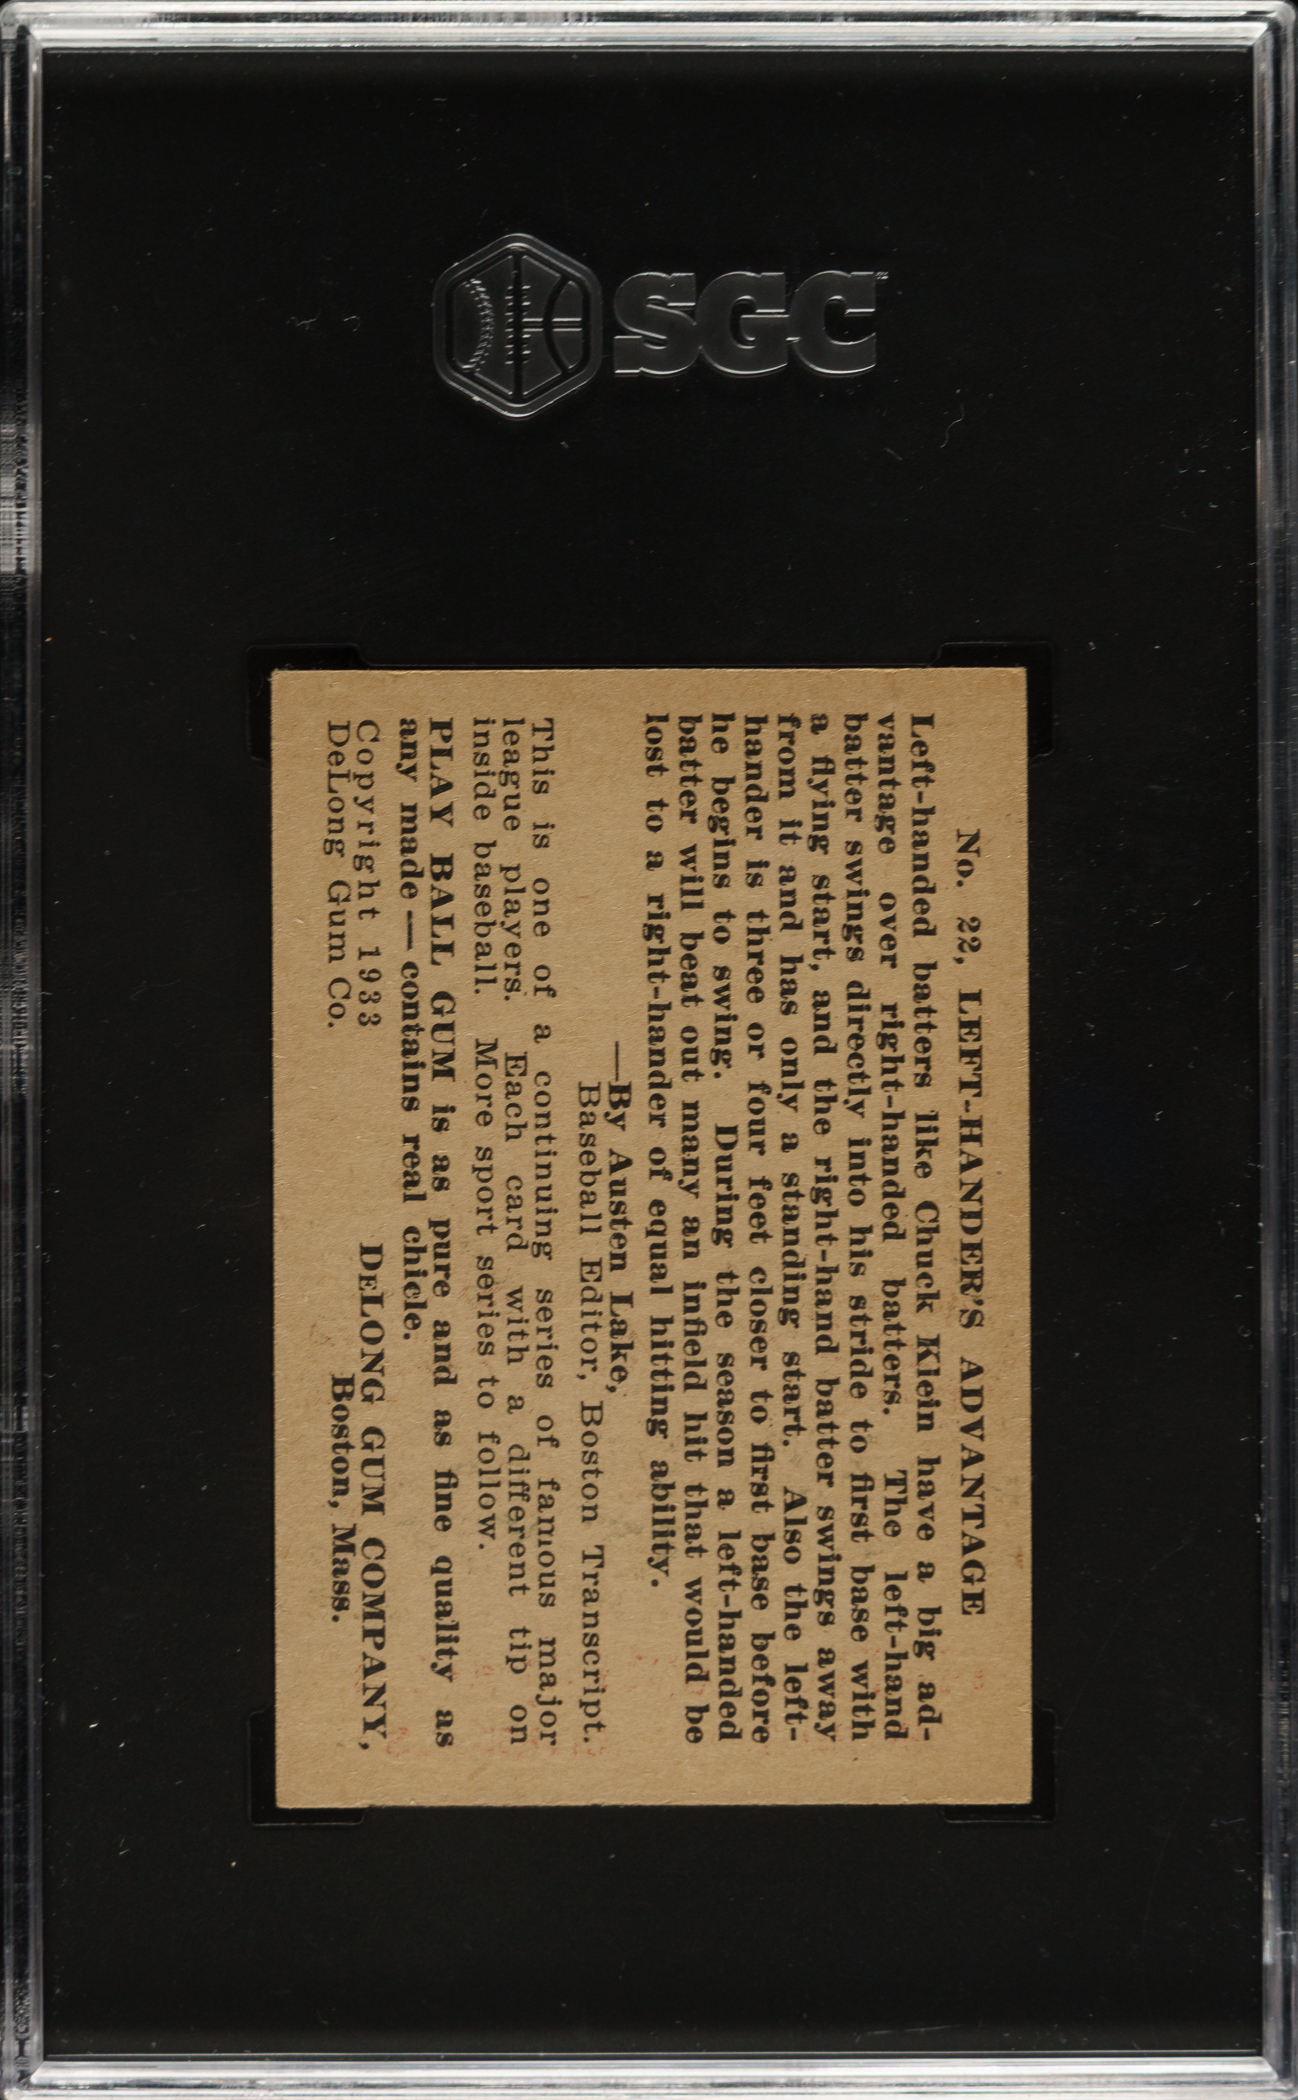 SGC
No. 22, LEFT-HANDER'S ADVANTAGE
Left-handed batters like Chuck Klein have a big ad-
vantage over right-handed batters. The left-hand
batter swings directly into his stride to first base with
a flying start, and the right-hand batter swings away
from it and has only a standing start. Also the left-
hander is three or four feet closer to first base before
he begins to swing. During the season a left-handed
batter will beat out many an infield hit that would be
lost to a right-hander of equal hitting ability.
—By Austen Lake,
Baseball Editor, Boston Transcript.
This is one of a continuing series of famous major
league players. Each card with a different tip on
inside baseball. More sport series to follow.
PLAY BALL GUM is as pure and as fine quality as
any made — contains real chicle.
Copyright 1933 DELONG GUM COMPANY,
DeLong Gum Co. Boston, Mass.